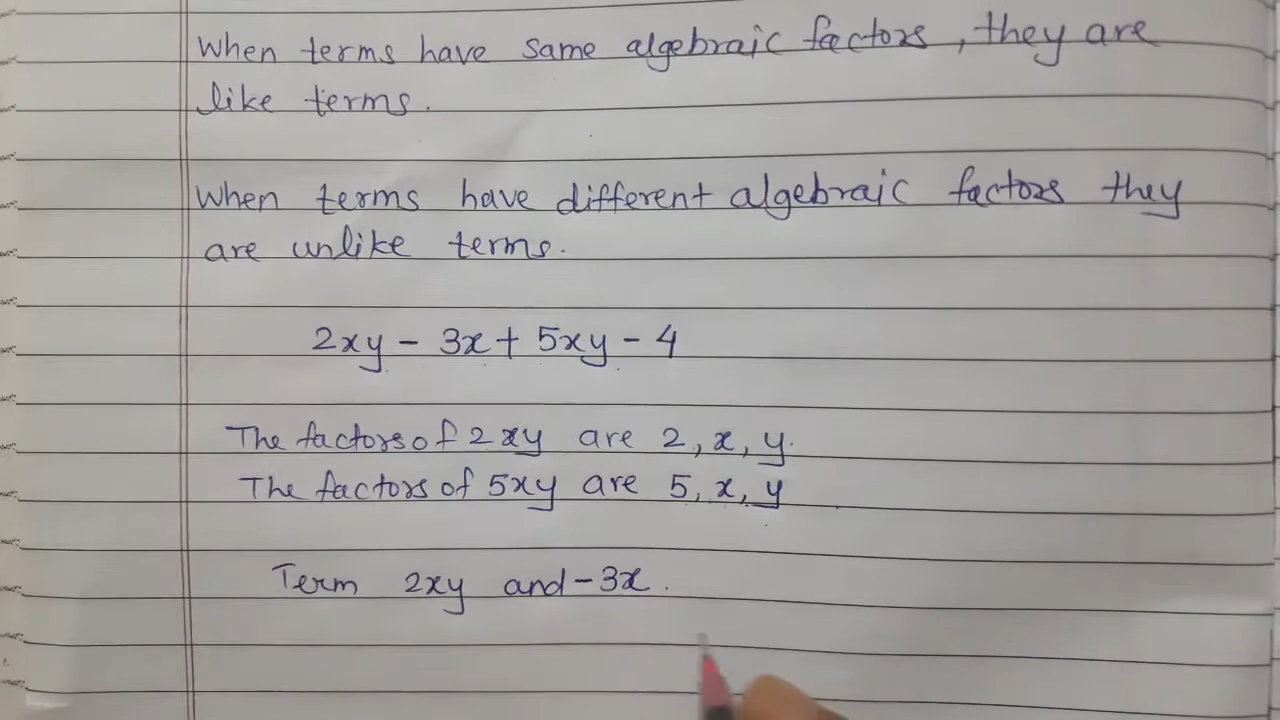 When terms have same algebraic factors, they are
like terms.
When terms have different algebraic factors they
are unlike terms.
2xy - 3x + 5xy - 4
The factors of 2xy are 2, x, y.
The factors of 5xy are 5, x, y
Term 2xy and -3x.